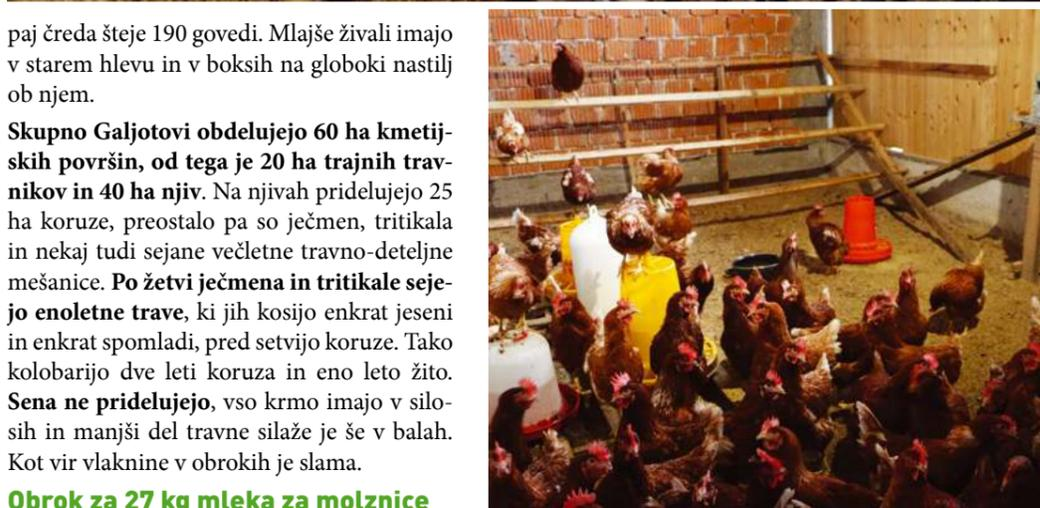 paj čreda šteje 190 govedi. Mlajše živali imajo
v starem hlevu in v boksih na globoki nastilj
ob njem.
Skupno Galjotovi obdelujejo 60 ha kmetij-
skih površin, od tega je 20 ha trajnih trav-
nikov in 40 ha njiv. Na njivah pridelujejo 25
ha koruze, preostalo pa so ječmen, tritikala
in nekaj tudi sejane večletne travno-deteljne
mešanice. Po žetvi ječmena in tritikale seje-
jo enoletne trave, ki jih kosijo enkrat jeseni
in enkrat spomladi, pred setvijo koruze. Tako
kolobarijo dve leti koruza in eno leto žito.
Sena ne pridelujejo, vso krmo imajo v silo-
sih in manjši del travne silaže je še v balah.
Kot vir vlaknine v obrokih je slama.
Obrok za 27 kg mleka za molznice